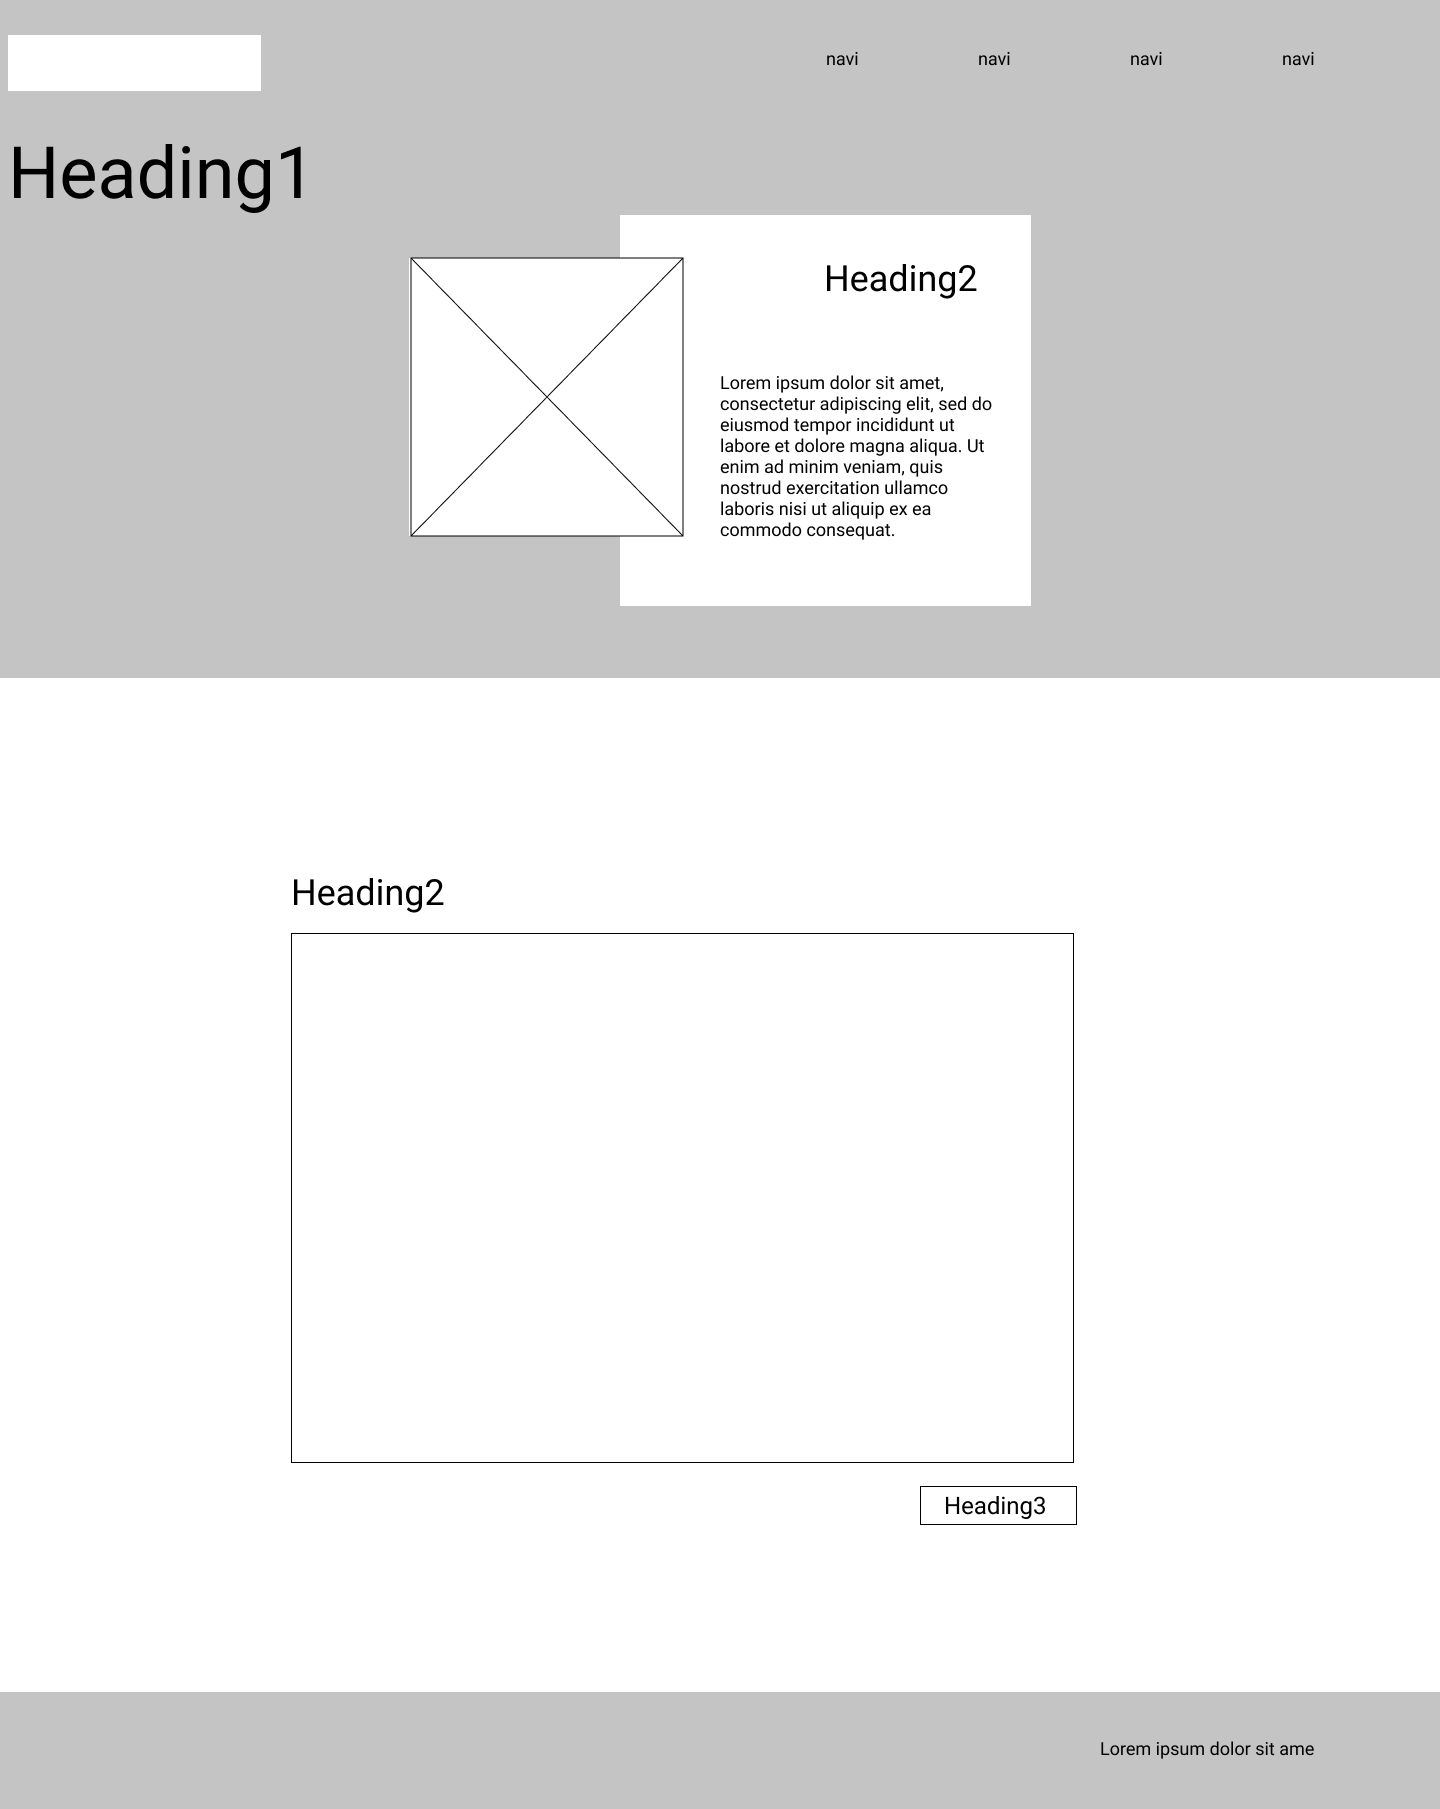 navi navi navi navi
Heading1
Heading2
Lorem ipsum dolor sit amet,
consectetur adipiscing elit, sed do
eiusmod tempor incididunt ut
labore et dolore magna aliqua. Ut
enim ad minim veniam, quis
nostrud exercitation ullamco
laboris nisi ut aliquip ex ea
commodo consequat.
Heading2
Heading3
Lorem ipsum dolor sit ame